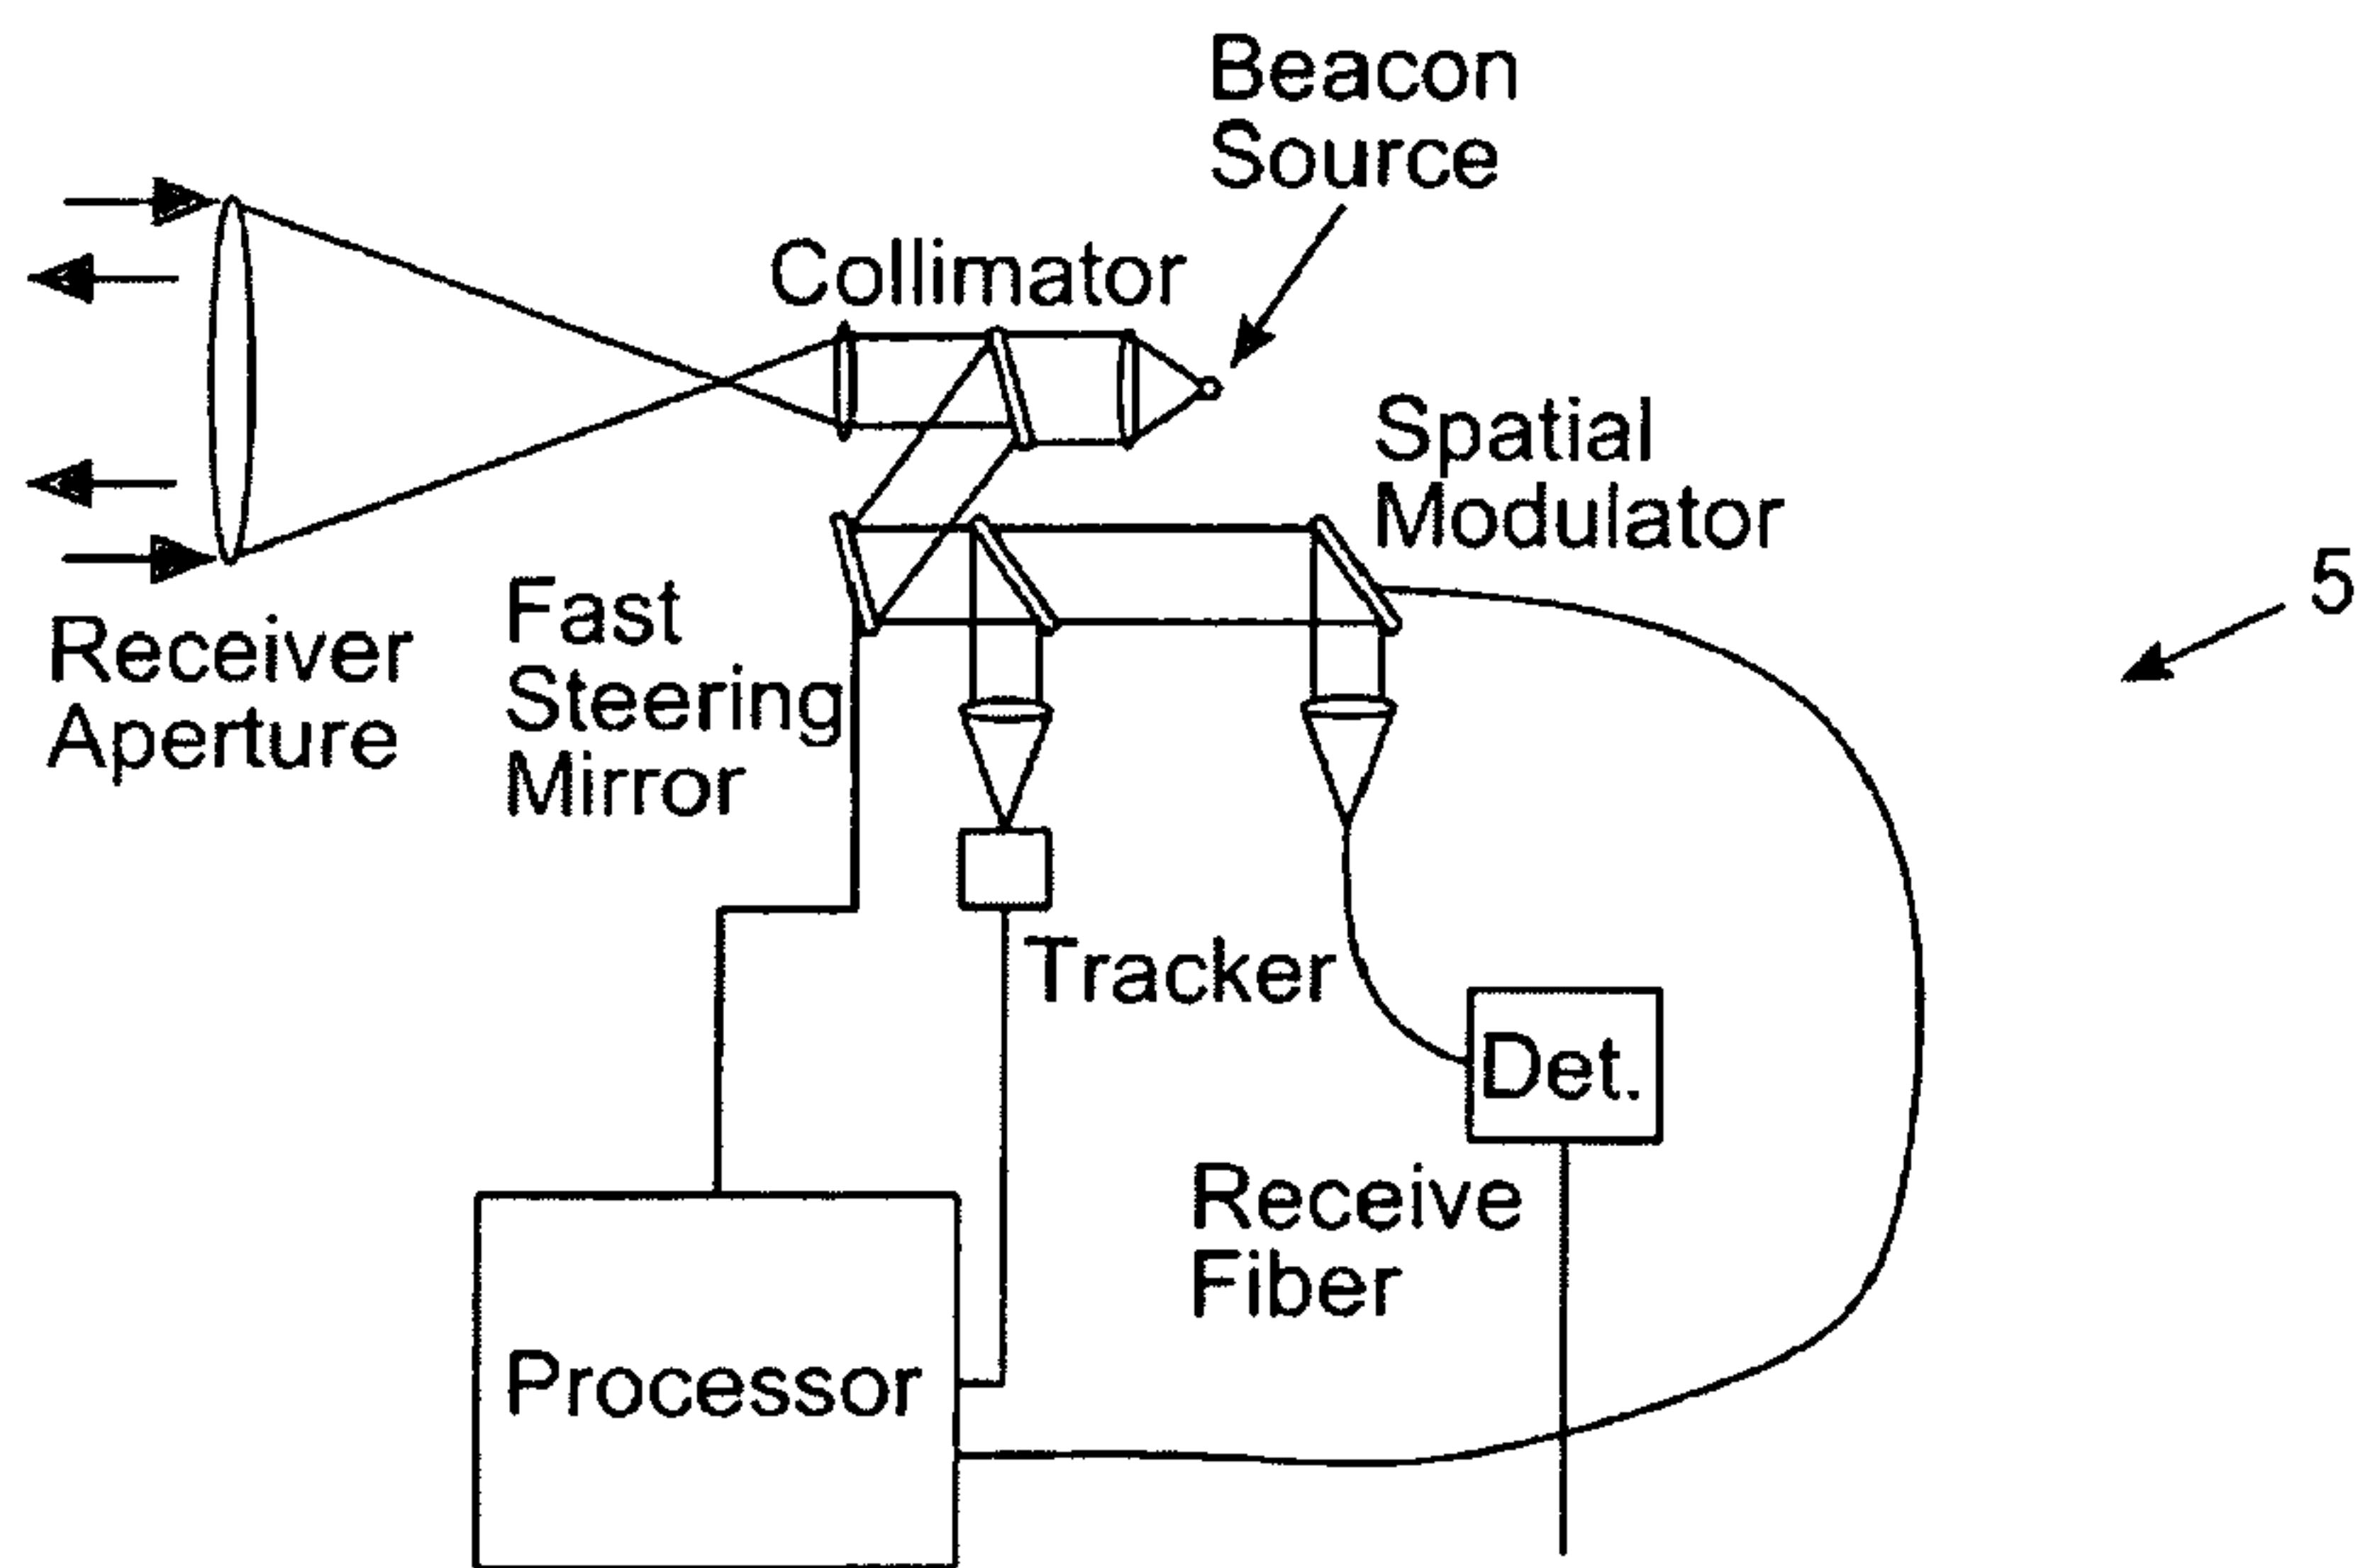 Beacon
Source
Collimator
Spatial
Modulator
5
Receiver
Aperture
Fast
Steering
Mirror
Tracker
Det.
Receive
Fiber
Processor